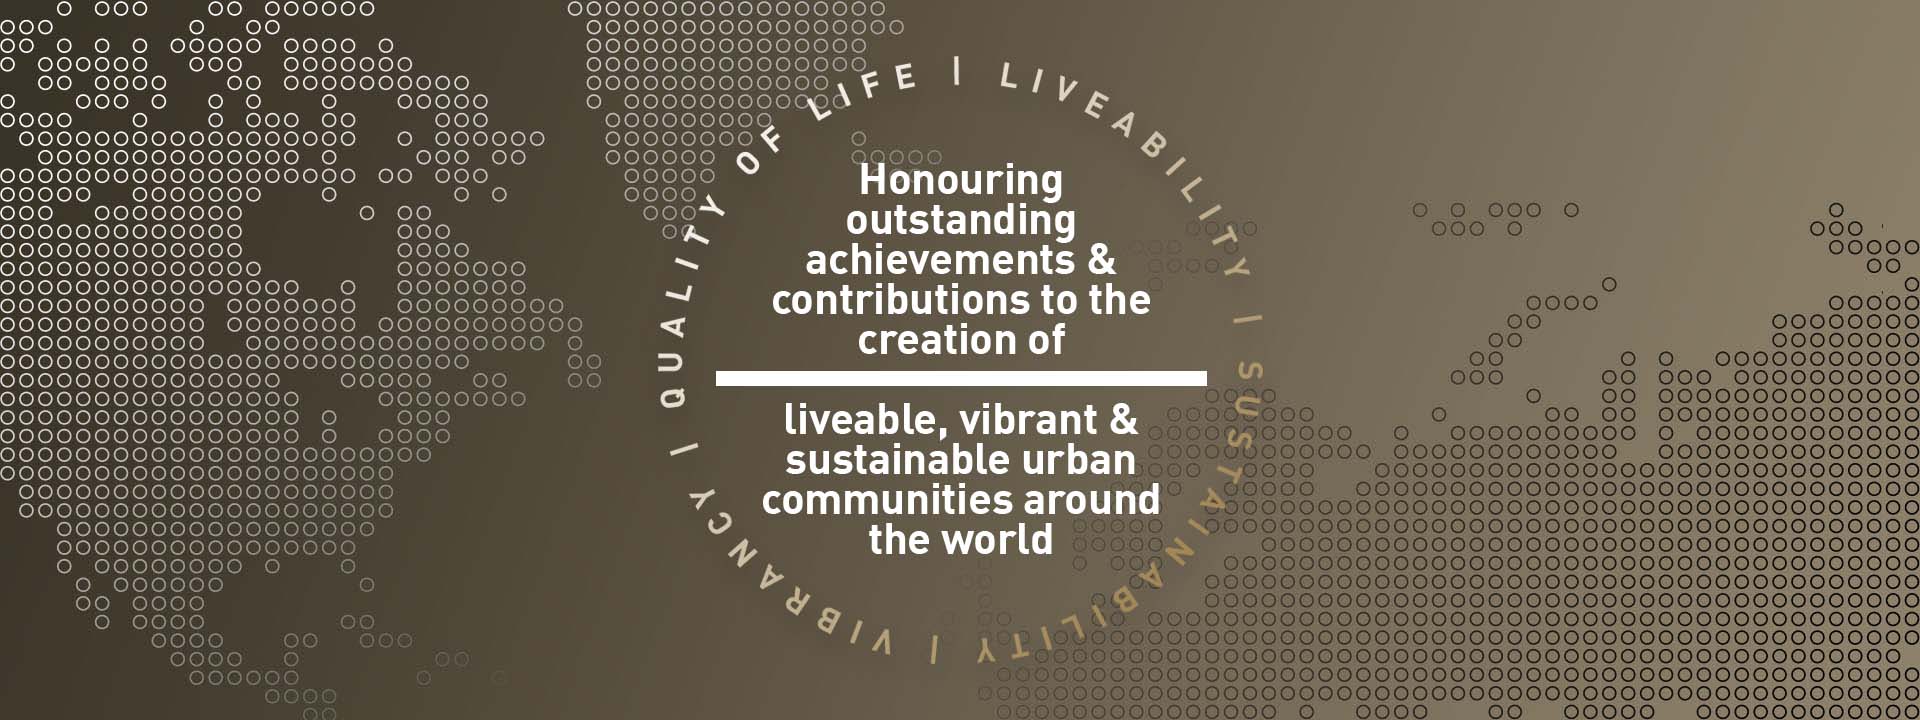 QUALITY OF LIFE | LIVEABILITY | SUSTAINABILITY | VIBRANCY |
Honouring
outstanding
achievements &
contributions to the
creation of
liveable, vibrant &
sustainable urban
communities around
the world